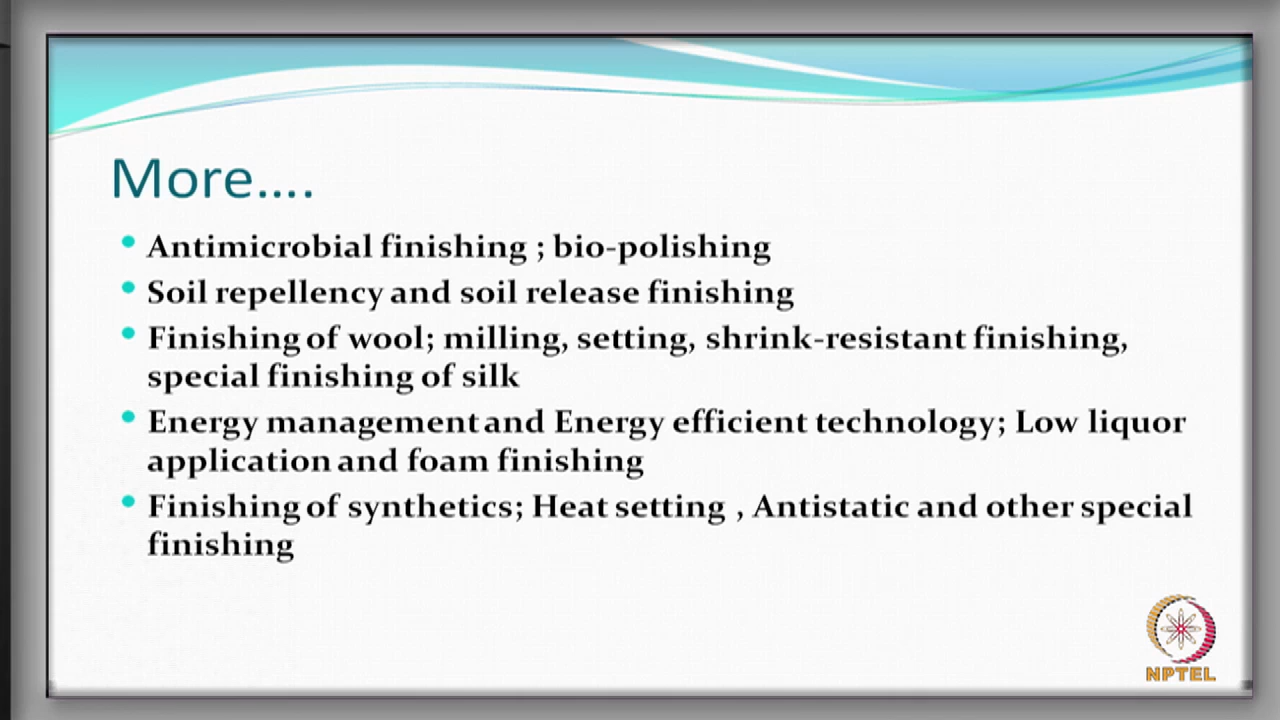 More....
Antimicrobial finishing ; bio-polishing
Soil repellency and soil release finishing
Finishing of wool; milling, setting, shrink-resistant finishing,
special finishing of silk
Energy management and Energy efficient technology; Low liquor
application and foam finishing
Finishing of synthetics; Heat setting , Antistatic and other special
finishing
NPTEL